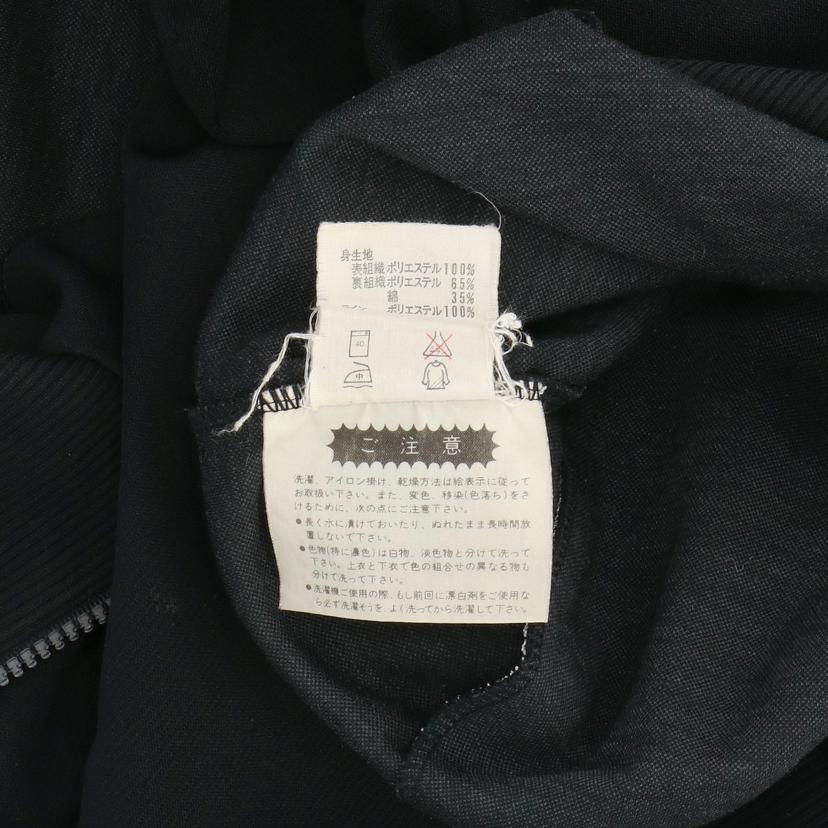 身生地
表組織 ポリエステル 100%
裏組織 ポリエステル 65%
綿 35%
ライン ポリエステル 100%
40
中
ご注意
洗濯、アイロン掛け、乾燥方法は絵表示に従って
お取扱い下さい。また、変色、移染(色落ち)をさ
けるために、次の点にご注意下さい。
●長く水に漬けておいたり、ぬれたまま長時間放
置しないで下さい。
●色物(特に濃色)は白物、淡色物と分けて洗って
下さい。上衣と下衣で色の組合せの異なる物も
分けて洗って下さい。
●洗濯機ご使用の際、もし前回に漂白剤をご使用な
ら必ず洗濯そうを、よく洗ってから洗濯して下さい。